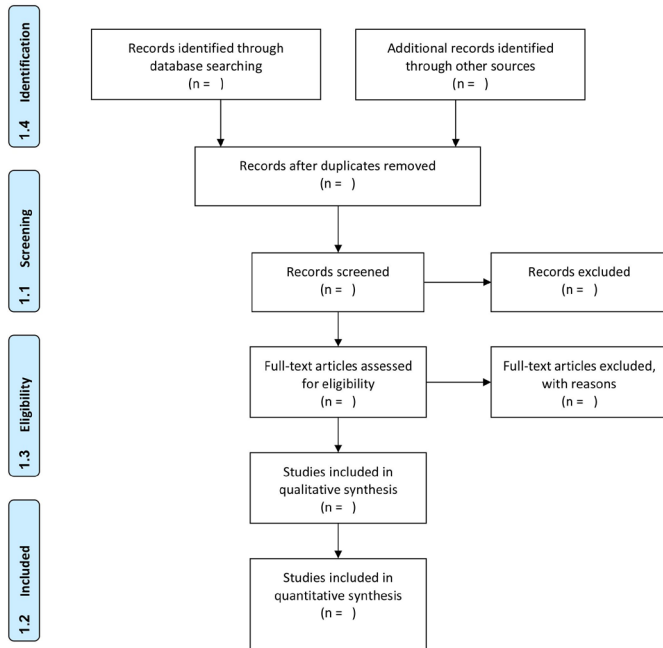 1.4 Identification
Records identified through
database searching
(n = )
Additional records identified
through other sources
(n = )
Records after duplicates removed
(n = )
1.1 Screening
Records screened
(n = )
Records excluded
(n = )
1.3 Eligibility
Full-text articles assessed
for eligibility
(n = )
Full-text articles excluded,
with reasons
(n = )
Studies included in
qualitative synthesis
(n = )
1.2 Included
Studies included in
quantitative synthesis
(n = )